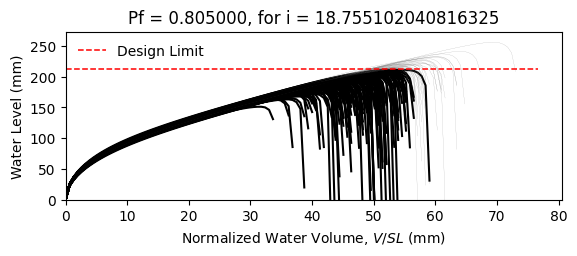 Pf = 0.805000, for i = 18.755102040816325
Water Level (mm)
250
200
150
100
50
0
Design Limit
0 10 20 30 40 50 60 70 80
Normalized Water Volume, V/SL (mm)